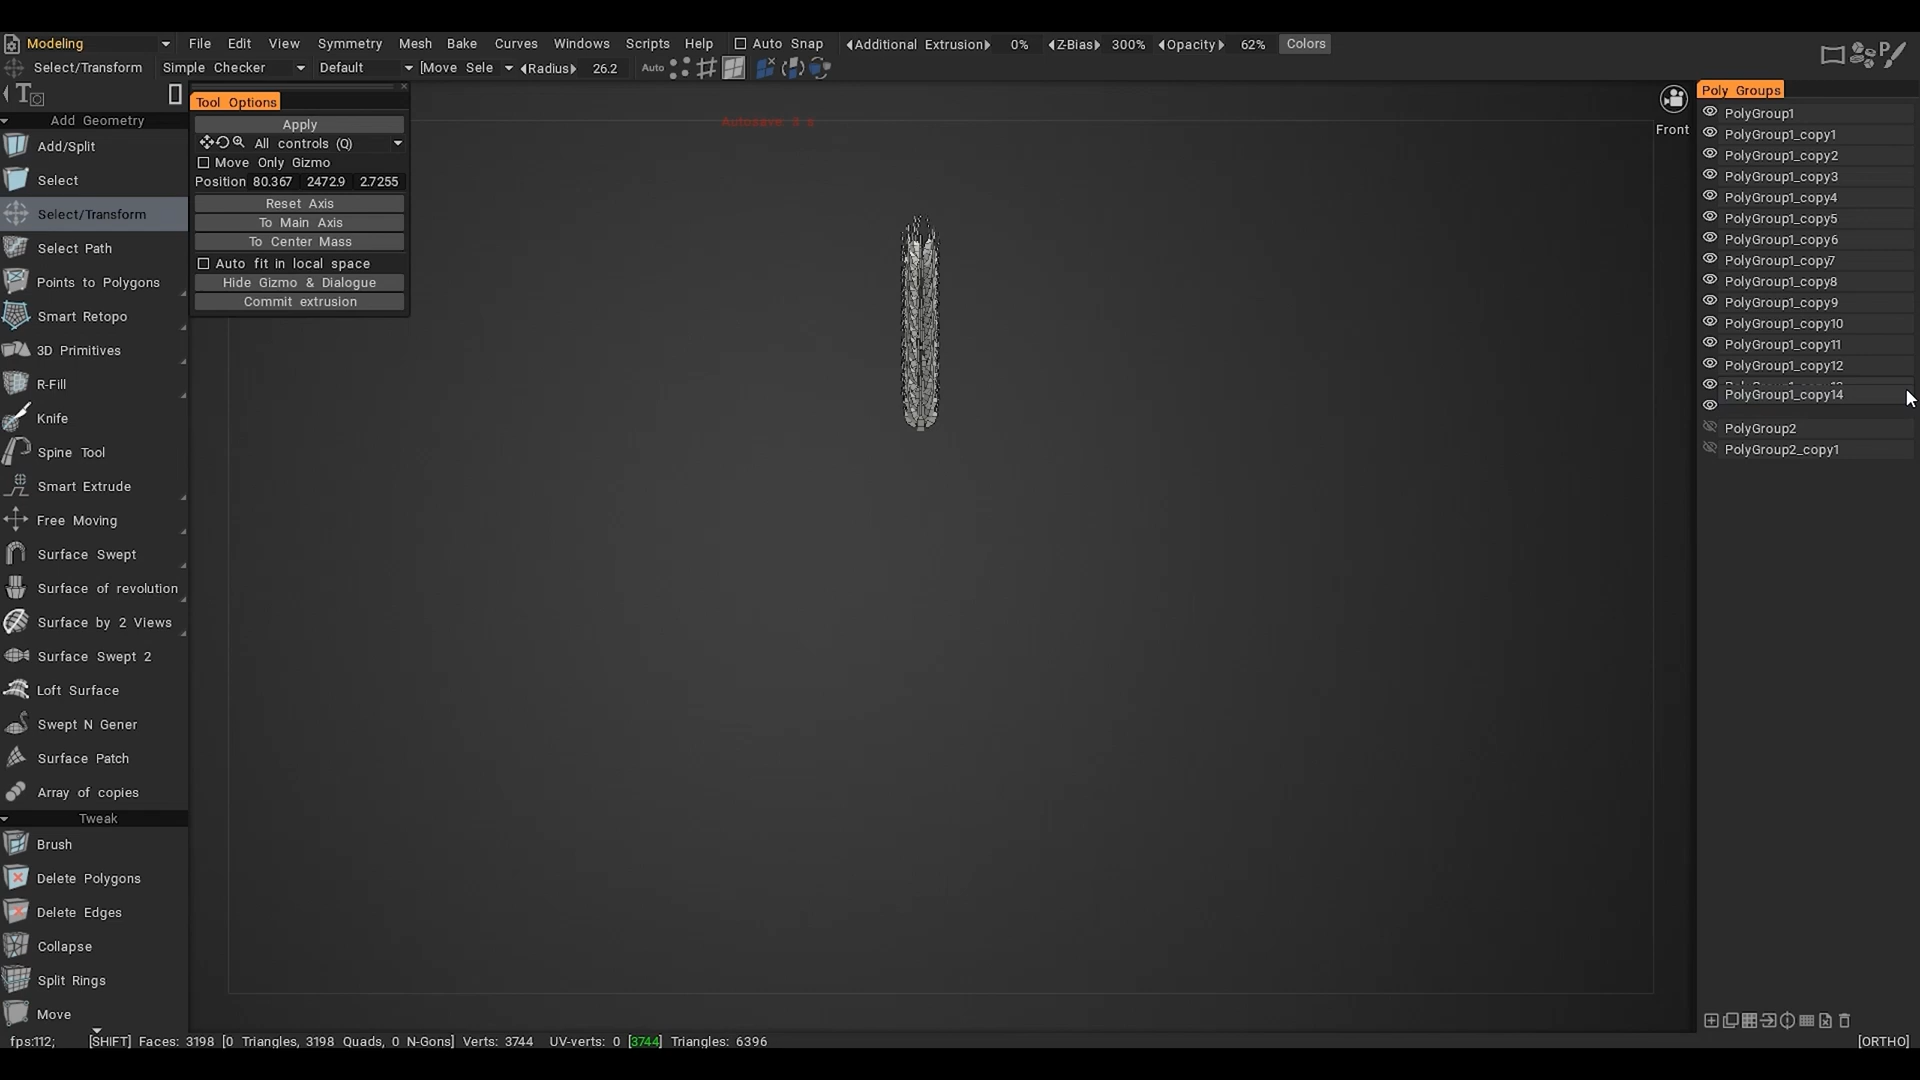 Modeling File Edit View Symmetry Mesh Bake Curves Windows Scripts Help Auto Snap Additional Extrusion 0% Z-Bias 300% Opacity 62% Colors
Select/Transform Simple Checker Default [Move Sele Radius 26.2 Auto
Add Geometry
Add/Split
Select
Select/Transform
Select Path
Points to Polygons
Smart Retopo
3D Primitives
R-Fill
Knife
Spine Tool
Smart Extrude
Free Moving
Surface Swept
Surface of revolution
Surface by 2 Views
Surface Swept 2
Loft Surface
Swept N Gener
Surface Patch
Array of copies
Tweak
Brush
Delete Polygons
Delete Edges
Collapse
Split Rings
Move
Tool Options
Apply
All controls (Q)
Move Only Gizmo
Position 80.367 2472.9 2.7255
Reset Axis
To Main Axis
To Center Mass
Auto fit in local space
Hide Gizmo & Dialogue
Commit extrusion
Front
Poly Groups
PolyGroup1
PolyGroup1_copy1
PolyGroup1_copy2
PolyGroup1_copy3
PolyGroup1_copy4
PolyGroup1_copy5
PolyGroup1_copy6
PolyGroup1_copy7
PolyGroup1_copy8
PolyGroup1_copy9
PolyGroup1_copy10
PolyGroup1_copy11
PolyGroup1_copy12
PolyGroup1_copy14
PolyGroup2
PolyGroup2_copy1
fps:112; [SHIFT] Faces: 3198 [0 Triangles, 3198 Quads, 0 N-Gons] Verts: 3744 UV-verts: 0 [3744] Triangles: 6396 [ORTHO]